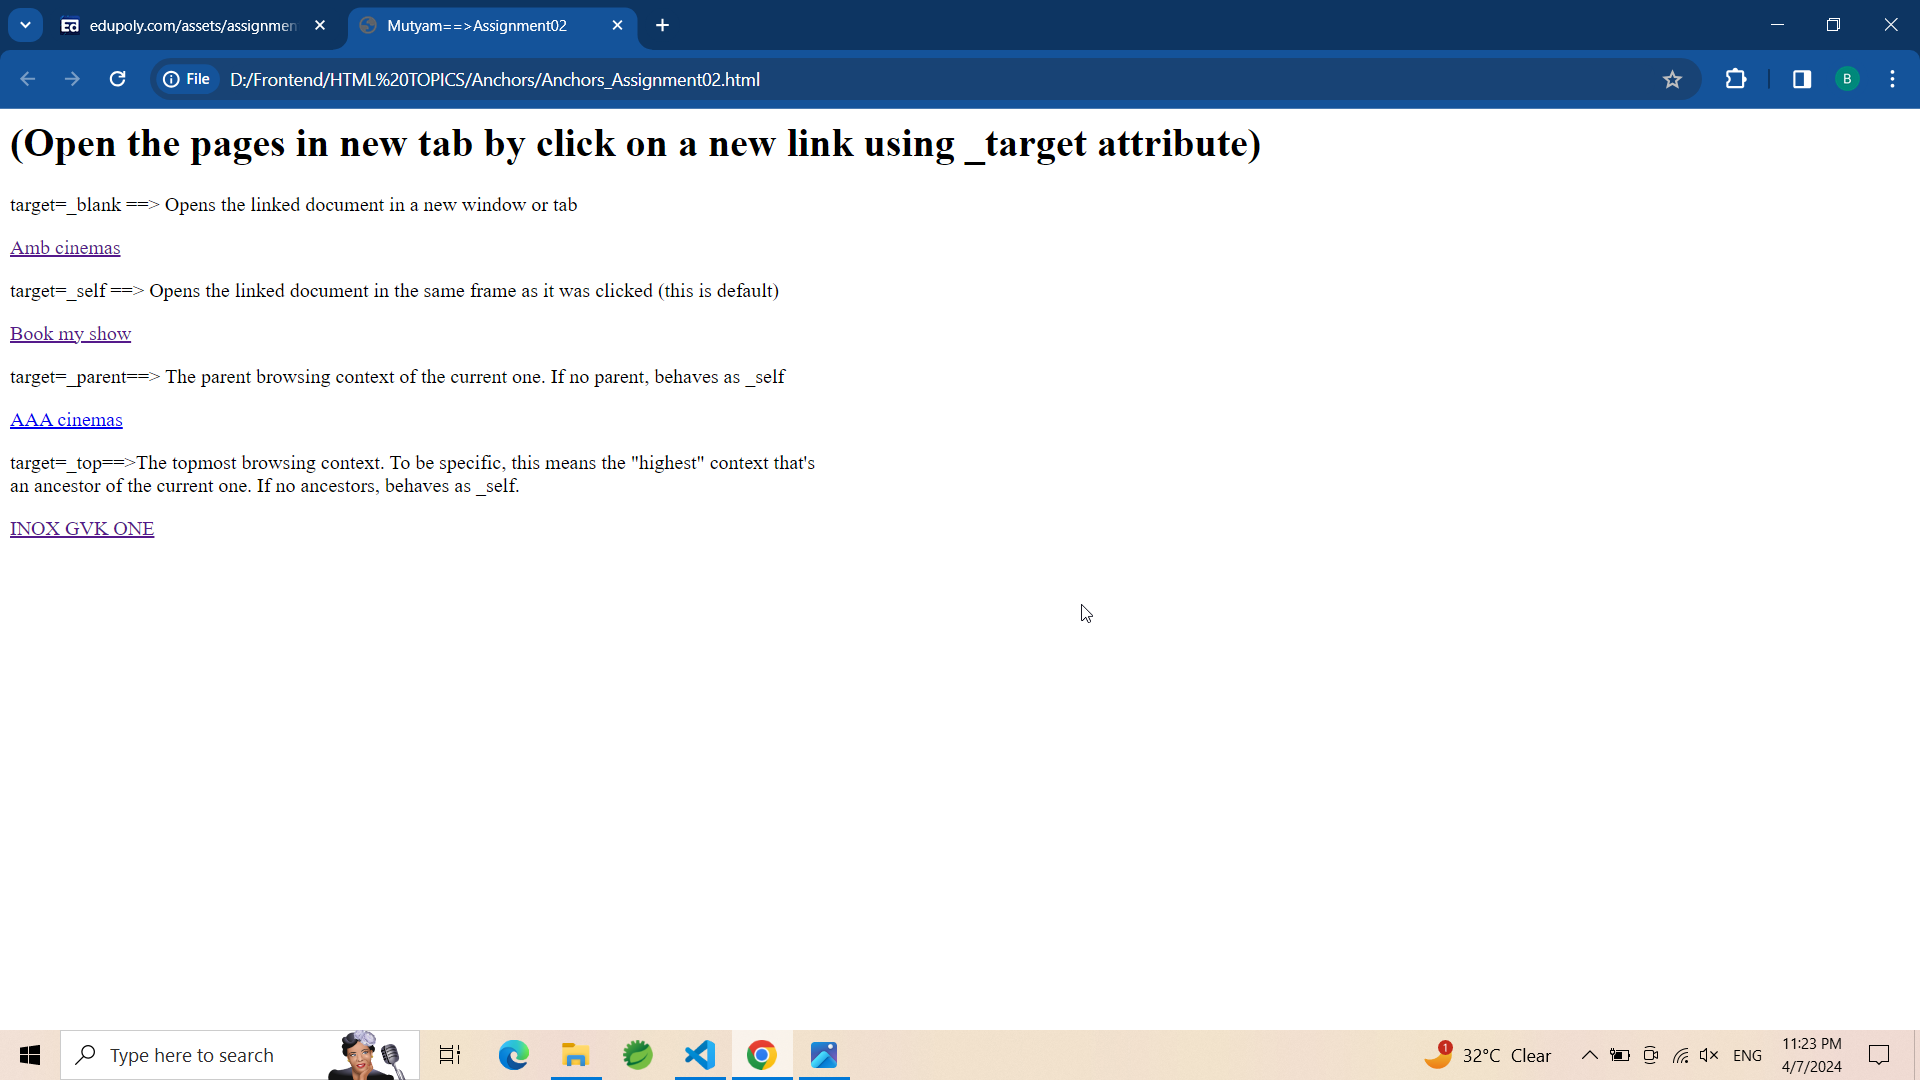 edupoly.com/assets/assignmen
Mutyam==>Assignment02
File
D:/Frontend/HTML%20TOPICS/Anchors/Anchors_Assignment02.html
B
(Open the pages in new tab by click on a new link using _target attribute)
target=_blank ==> Opens the linked document in a new window or tab
Amb cinemas
target=_self ==> Opens the linked document in the same frame as it was clicked (this is default)
Book my show
target=_parent==> The parent browsing context of the current one. If no parent, behaves as _self
AAA cinemas
target=_top==>The topmost browsing context. To be specific, this means the "highest" context that's
an ancestor of the current one. If no ancestors, behaves as _self.
INOX GVK ONE
Type here to search
1
32°C Clear
ENG
11:23 PM
4/7/2024